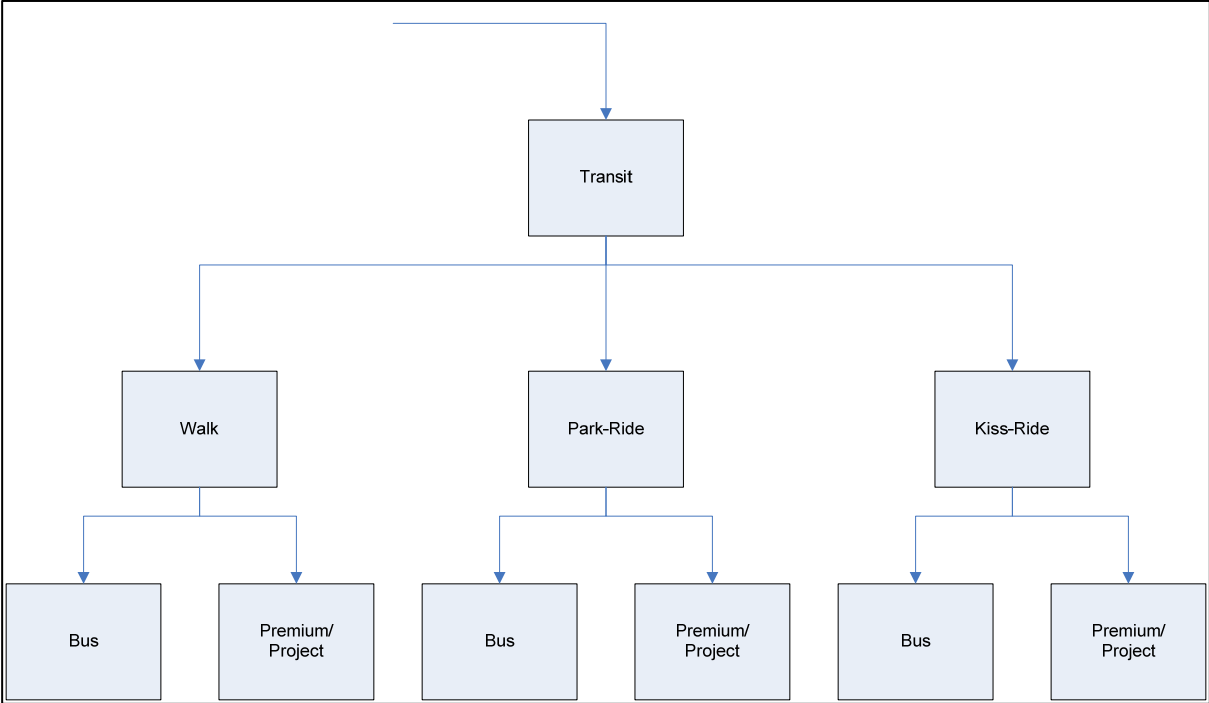 Transit
Walk
Park-Ride
Kiss-Ride
Bus
Premium/
Project
Bus
Premium/
Project
Bus
Premium/
Project